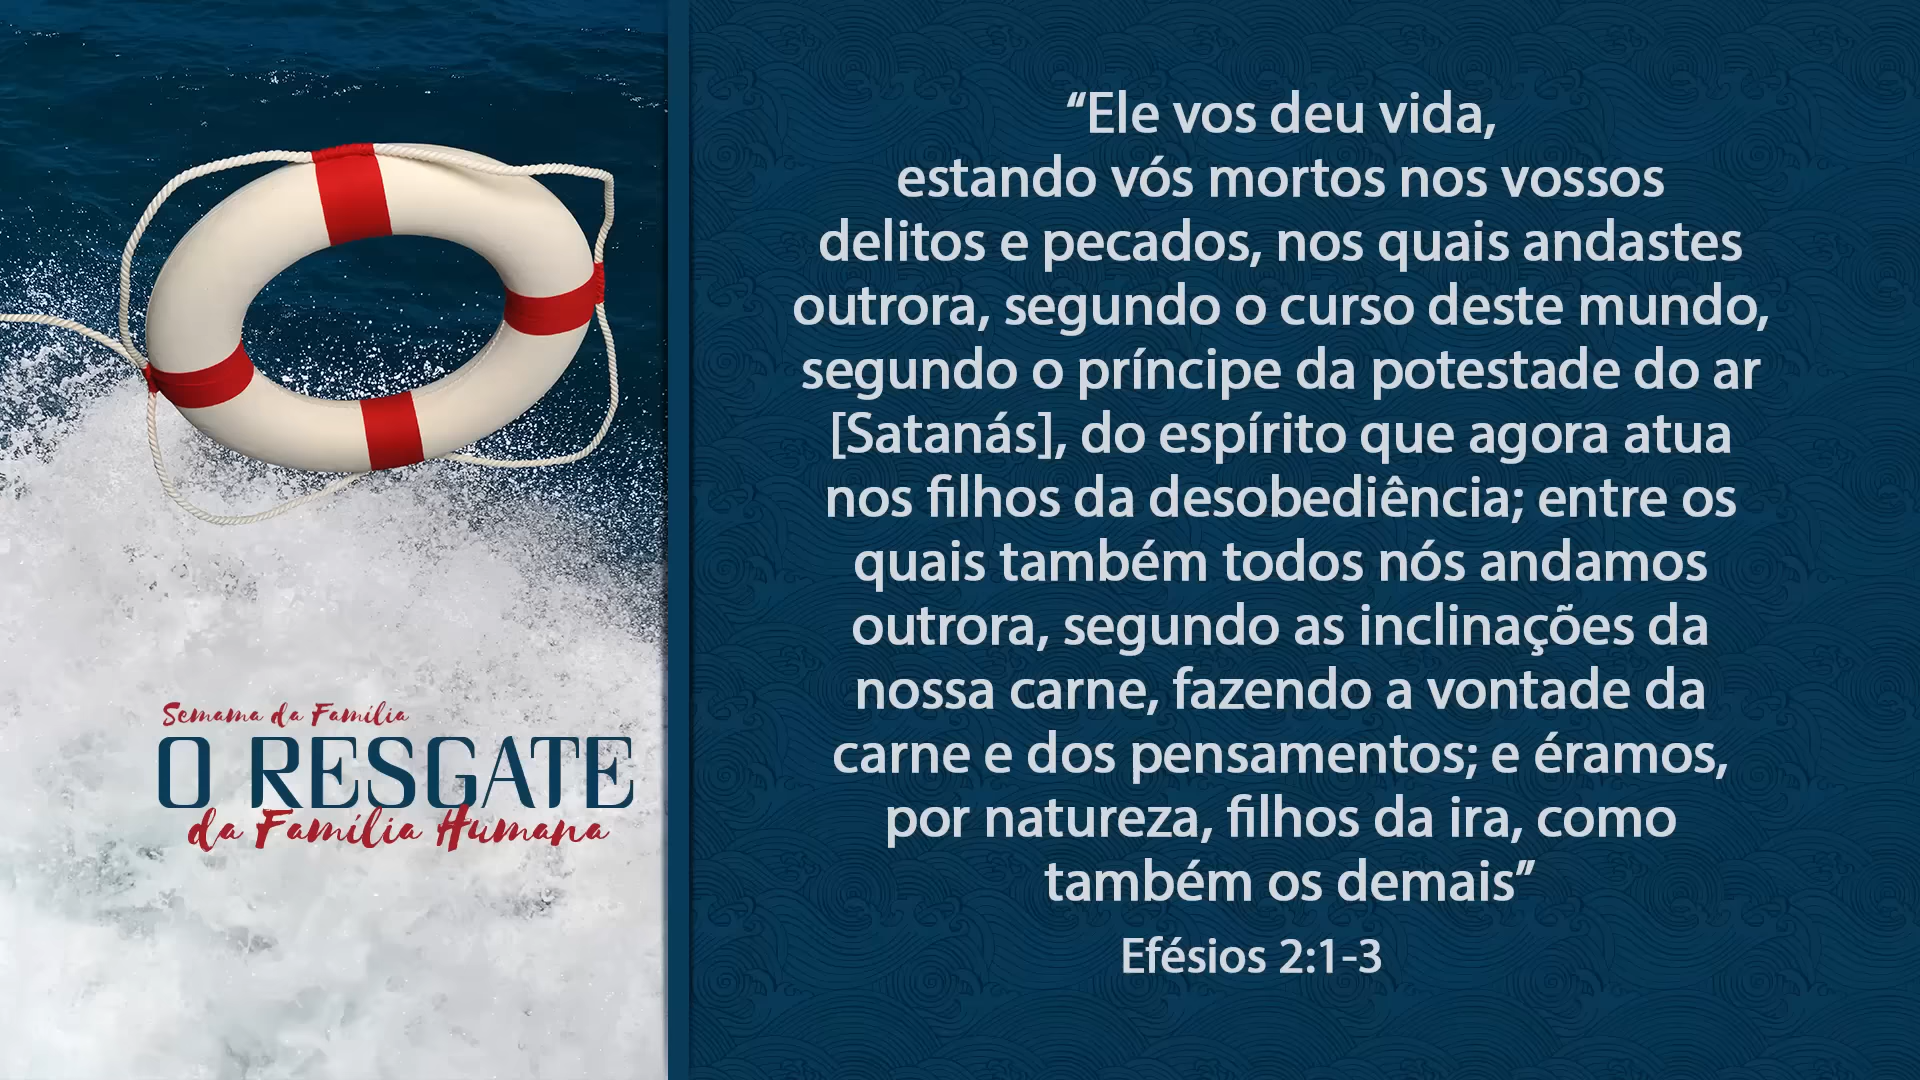 Semama da Família
O RESGATE
da Família Humana
“Ele vos deu vida,
estando vós mortos nos vossos
delitos e pecados, nos quais andastes
outrora, segundo o curso deste mundo,
segundo o príncipe da potestade do ar
[Satanás], do espírito que agora atua
nos filhos da desobediência; entre os
quais também todos nós andamos
outrora, segundo as inclinações da
nossa carne, fazendo a vontade da
carne e dos pensamentos; e éramos,
por natureza, filhos da ira, como
também os demais”
Efésios 2:1-3